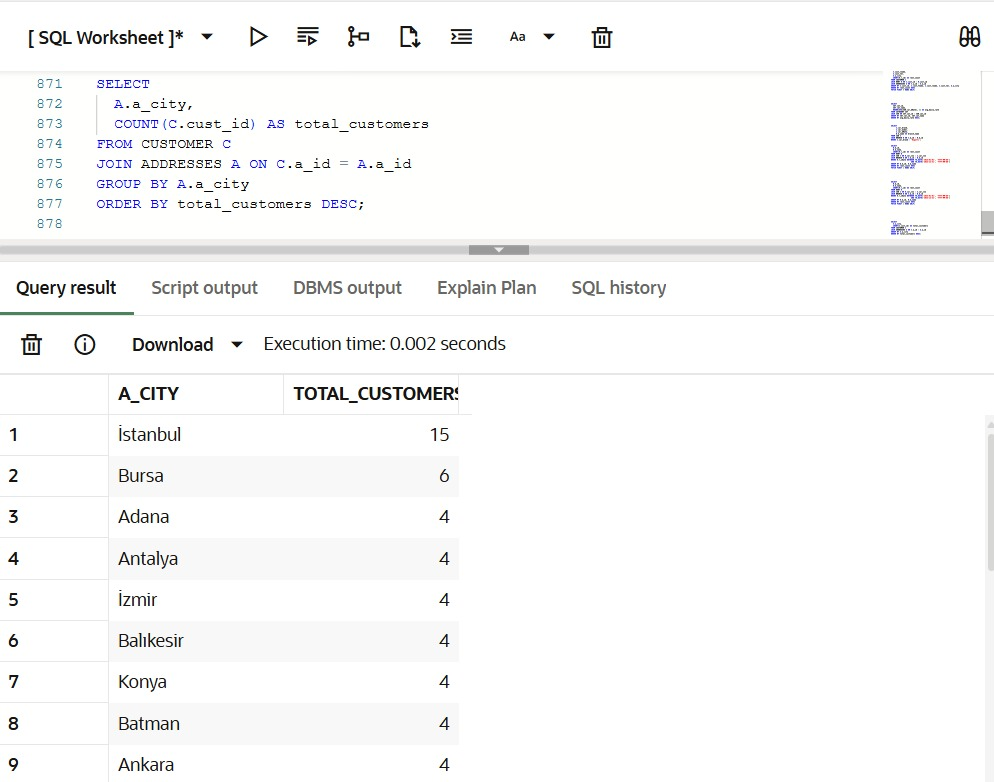 [ SQL Worksheet ]* Aa
871 SELECT
872 A.a_city,
873 COUNT(C.cust_id) AS total_customers
874 FROM CUSTOMER C
875 JOIN ADDRESSES A ON C.a_id = A.a_id
876 GROUP BY A.a_city
877 ORDER BY total_customers DESC;
878
Query result Script output DBMS output Explain Plan SQL history
Download Execution time: 0.002 seconds
A_CITY TOTAL_CUSTOMERS
1 İstanbul 15
2 Bursa 6
3 Adana 4
4 Antalya 4
5 İzmir 4
6 Balıkesir 4
7 Konya 4
8 Batman 4
9 Ankara 4